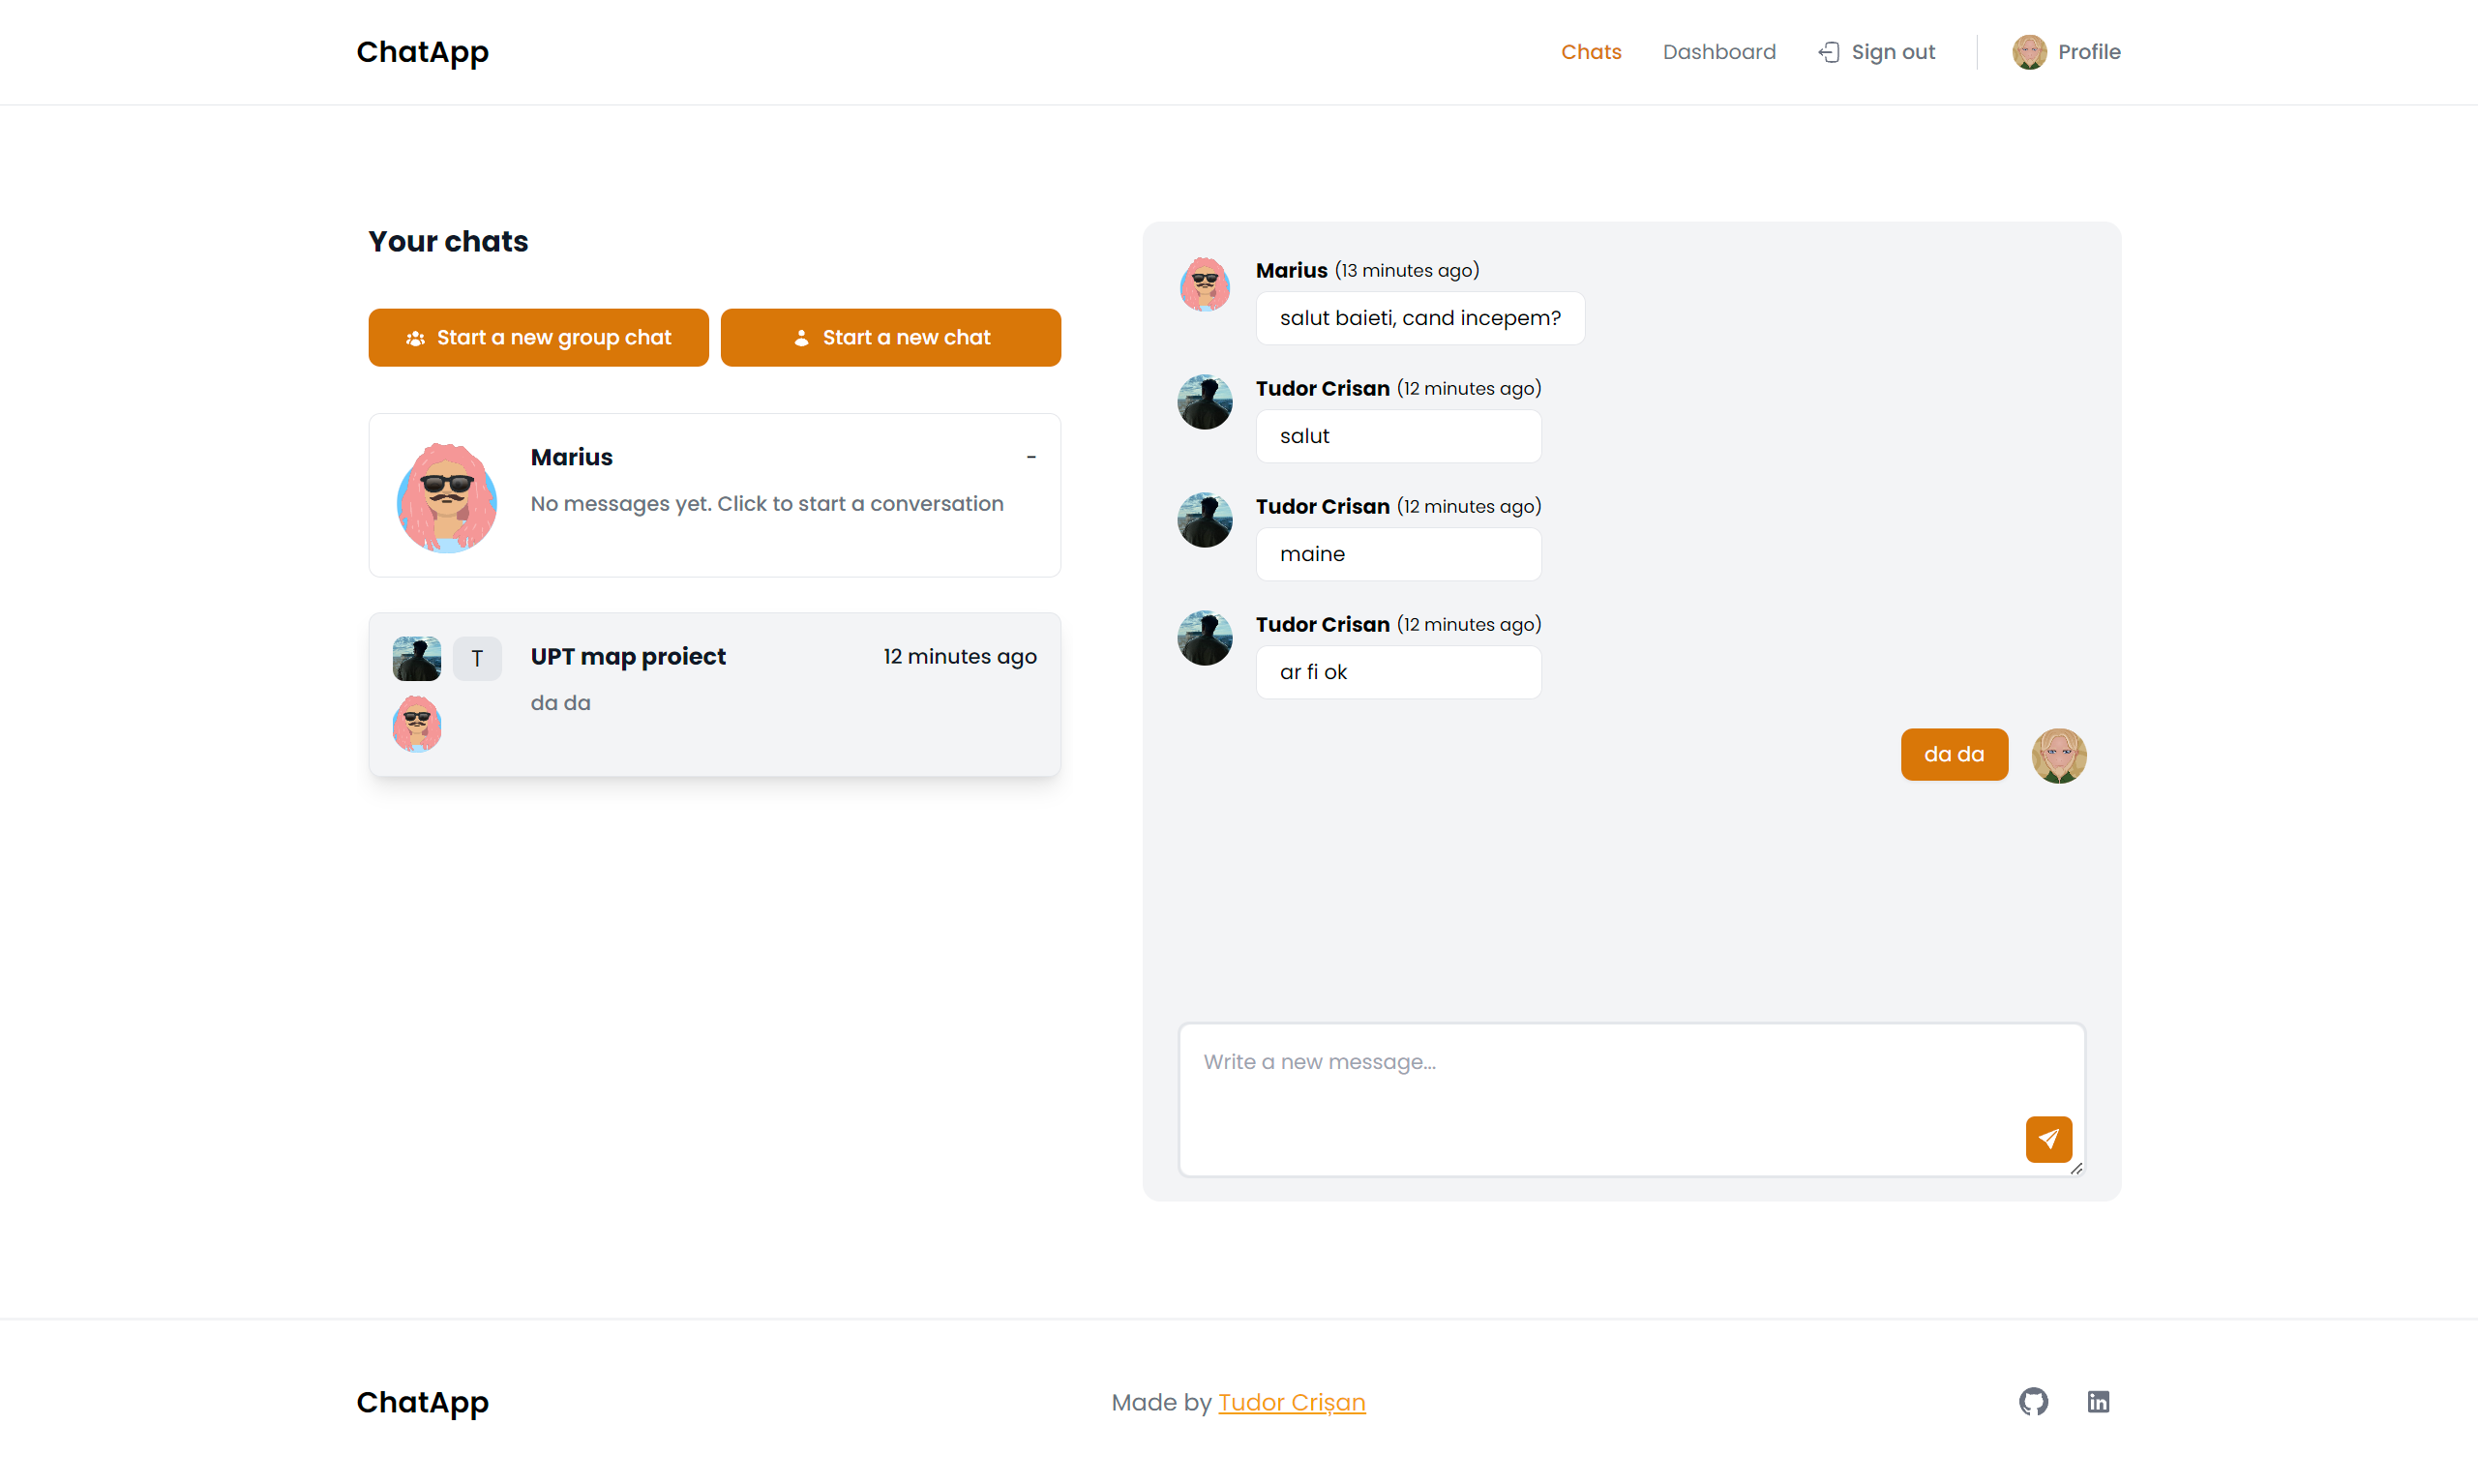 ChatApp
Chats
Dashboard
Sign out
Profile
Your chats
Start a new group chat
Start a new chat
Marius
-
No messages yet. Click to start a conversation
T
UPT map proiect
12 minutes ago
da da
Marius (13 minutes ago)
salut baieti, cand incepem?
Tudor Crisan (12 minutes ago)
salut
Tudor Crisan (12 minutes ago)
maine
Tudor Crisan (12 minutes ago)
ar fi ok
da da
Write a new message...
ChatApp
Made by Tudor Crișan
in